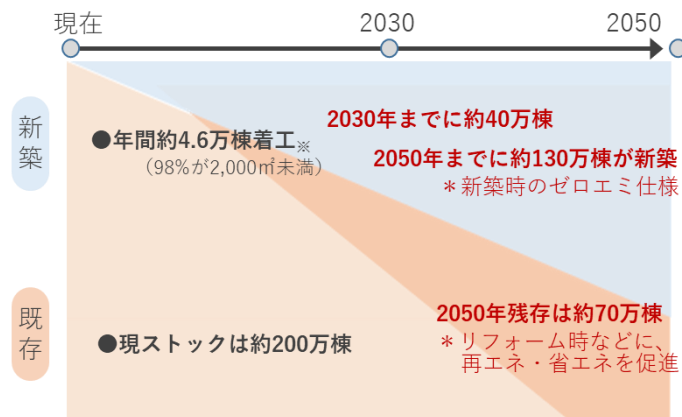 現在
2030
2050
新築
2030年までに約40万棟
●年間約4.6万棟着工※
（98%が2,000㎡未満）
2050年までに約130万棟が新築
＊新築時のゼロエミ仕様
既存
2050年残存は約70万棟
●現ストックは約200万棟
＊リフォーム時などに、
再エネ・省エネを促進